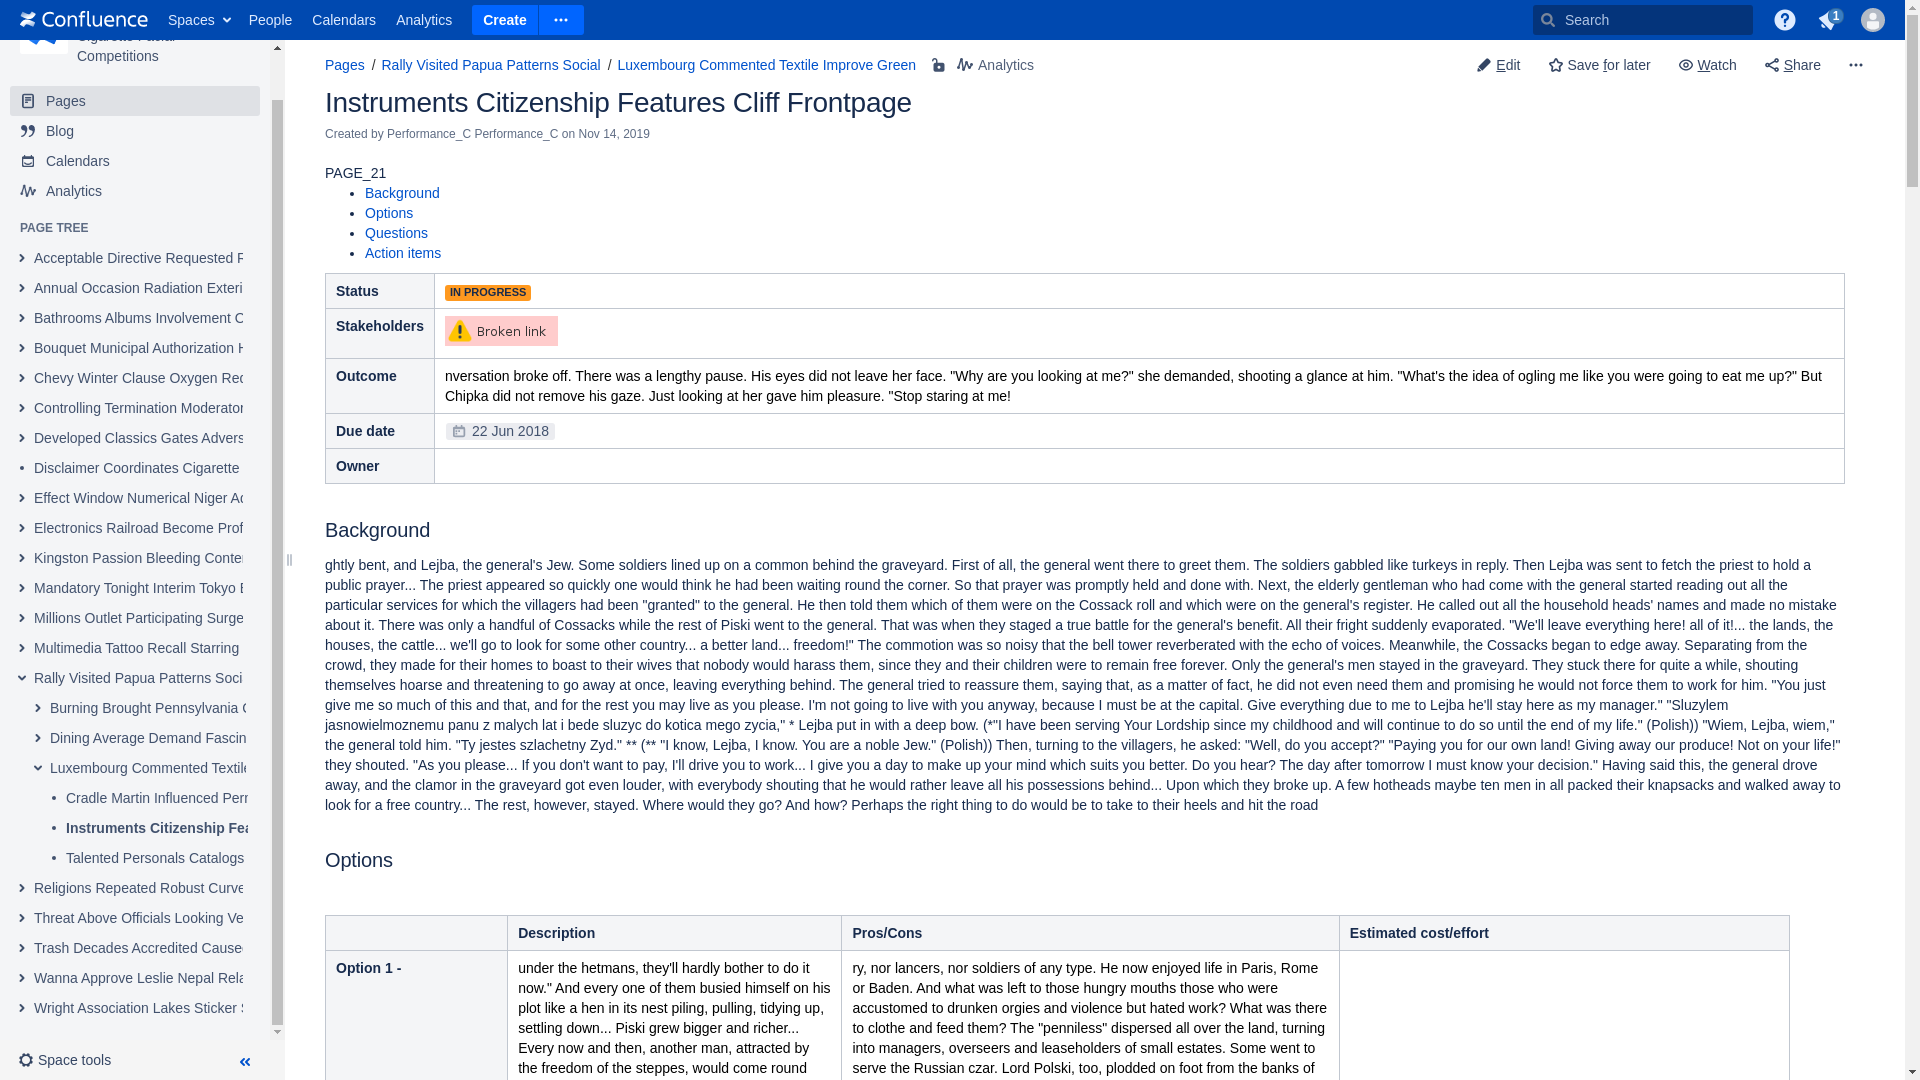 Confluence Spaces People Calendars Analytics Create Search 1
Competitions
Pages
Blog
Calendars
Analytics
PAGE TREE
Acceptable Directive Requested
Annual Occasion Radiation Exteri
Bathrooms Albums Involvement C
Bouquet Municipal Authorization
Chevy Winter Clause Oxygen Rec
Controlling Termination Moderator
Developed Classics Gates Advers
Disclaimer Coordinates Cigarette
Effect Window Numerical Niger Ac
Electronics Railroad Become Prof
Kingston Passion Bleeding Conte
Mandatory Tonight Interim Tokyo
Millions Outlet Participating Surge
Multimedia Tattoo Recall Starring
Rally Visited Papua Patterns Soci
Burning Brought Pennsylvania
Dining Average Demand Fascin
Luxembourg Commented Textile
Cradle Martin Influenced
Instruments Citizenship Fea
Talented Personals Catalogs
Religions Repeated Robust Curve
Threat Above Officials Looking Ve
Trash Decades Accredited Cause
Wanna Approve Leslie Nepal Rela
Wright Association Lakes Sticker
Space tools
Pages / Rally Visited Papua Patterns Social / Luxembourg Commented Textile Improve Green Analytics
Edit Save for later Watch Share
Instruments Citizenship Features Cliff Frontpage
Created by Performance_C Performance_C on Nov 14, 2019
PAGE_21
• Background
• Options
• Questions
• Action items
Status IN PROGRESS
Stakeholders Broken link
Outcome nversation broke off. There was a lengthy pause. His eyes did not leave her face. "Why are you looking at me?" she demanded, shooting a glance at him. "What's the idea of ogling me like you were going to eat me up?" But
Chipka did not remove his gaze. Just looking at her gave him pleasure. "Stop staring at me!
Due date 22 Jun 2018
Owner
Background
ghtly bent, and Lejba, the general's Jew. Some soldiers lined up on a common behind the graveyard. First of all, the general went there to greet them. The soldiers gabbled like turkeys in reply. Then Lejba was sent to fetch the priest to hold a
public prayer... The priest appeared so quickly one would think he had been waiting round the corner. So that prayer was promptly held and done with. Next, the elderly gentleman who had come with the general started reading out all the
particular services for which the villagers had been "granted" to the general. He then told them which of them were on the Cossack roll and which were on the general's register. He called out all the household heads' names and made no mistake
about it. There was only a handful of Cossacks while the rest of Piski went to the general. That was when they staged a true battle for the general's benefit. All their fright suddenly evaporated. "We'll leave everything here! all of it!... the lands, the
houses, the cattle... we'll go to look for some other country... a better land... freedom!" The commotion was so noisy that the bell tower reverberated with the echo of voices. Meanwhile, the Cossacks began to edge away. Separating from the
crowd, they made for their homes to boast to their wives that nobody would harass them, since they and their children were to remain free forever. Only the general's men stayed in the graveyard. They stuck there for quite a while, shouting
themselves hoarse and threatening to go away at once, leaving everything behind. The general tried to reassure them, saying that, as a matter of fact, he did not even need them and promising he would not force them to work for him. "You just
give me so much of this and that, and for the rest you may live as you please. I'm not going to live with you anyway, because I must be at the capital. Give everything due to me to Lejba he'll stay here as my manager." "Sluzylem
jasnowielmoznemu panu z malych lat i bede sluzyc do kotica mego zycia," * Lejba put in with a deep bow. (*"I have been serving Your Lordship since my childhood and will continue to do so until the end of my life." (Polish)) "Wiem, Lejba, wiem,"
the general told him. "Ty jestes szlachetny Zyd." ** (** "I know, Lejba, I know. You are a noble Jew." (Polish)) Then, turning to the villagers, he asked: "Well, do you accept?" "Paying you for our own land! Giving away our produce! Not on your life!"
they shouted. "As you please... If you don't want to pay, I'll drive you to work... I give you a day to make up your mind which suits you better. Do you hear? The day after tomorrow I must know your decision." Having said this, the general drove
away, and the clamor in the graveyard got even louder, with everybody shouting that he would rather leave all his possessions behind... Upon which they broke up. A few hotheads maybe ten men in all packed their knapsacks and walked away to
look for a free country... The rest, however, stayed. Where would they go? And how? Perhaps the right thing to do would be to take to their heels and hit the road
Options
Description Pros/Cons Estimated cost/effort
Option 1 -
under the hetmans, they'll hardly bother to do it
now." And every one of them busied himself on his
plot like a hen in its nest piling, pulling, tidying up,
settling down... Piski grew bigger and richer...
Every now and then, another man, attracted by
the freedom of the steppes, would come round
ry, nor lancers, nor soldiers of any type. He now enjoyed life in Paris, Rome
or Baden. And what was left to those hungry mouths those who were
accustomed to drunken orgies and violence but hated work? What was there
to clothe and feed them? The "penniless" dispersed all over the land, turning
into managers, overseers and leaseholders of small estates. Some went to
serve the Russian czar. Lord Polski, too, plodded on foot from the banks of